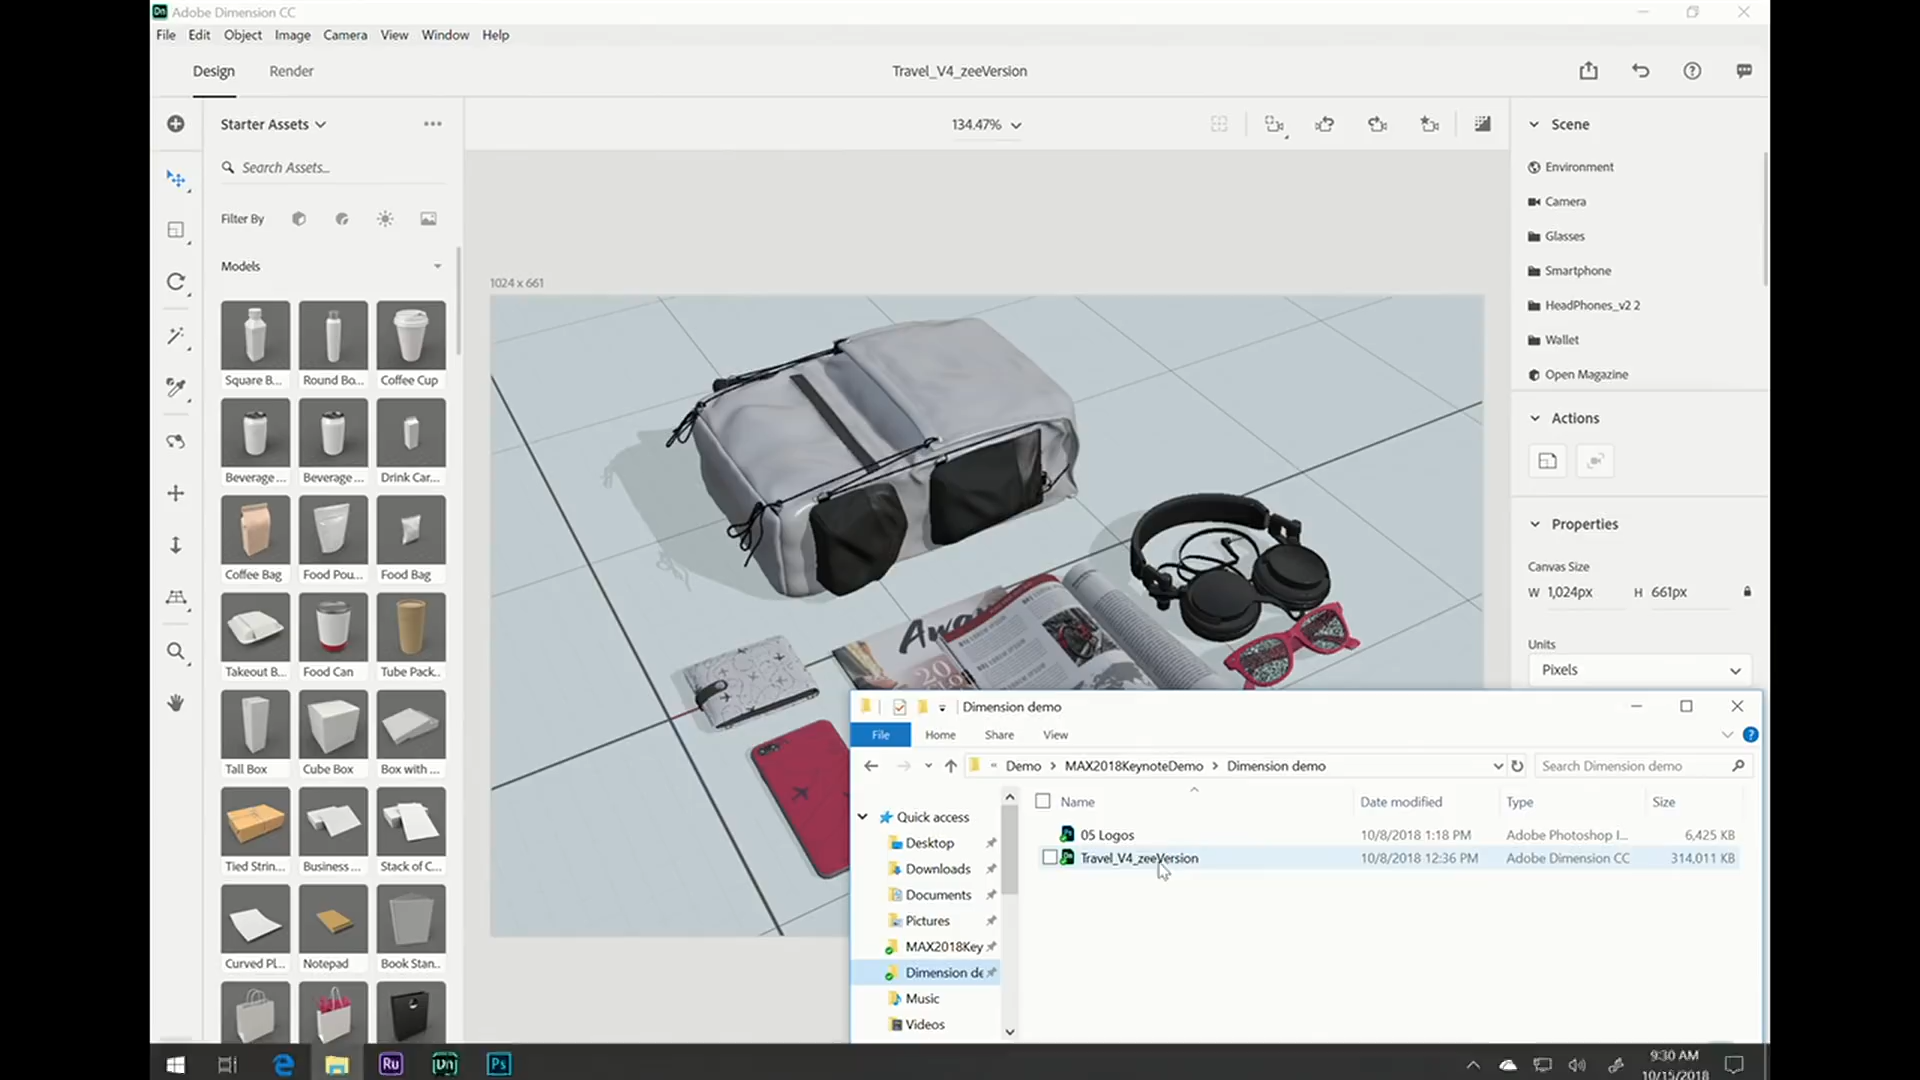 Dn Adobe Dimension CC
File Edit Object Image Camera View Window Help
Design Render
Travel_V4_zeeVersion
Starter Assets
134.47%
Search Assets...
Filter By
Models
Square B...
Round Bo...
Coffee Cup
Beverage ...
Beverage ...
Drink Car...
Coffee Bag
Food Pou...
Food Bag
Takeout B...
Food Can
Tube Pack...
Tall Box
Cube Box
Box with ...
Tied Strin...
Business ...
Stack of C...
Curved Pl...
Notepad
Book Stan...
1024 x 661
20
Scene
Environment
Camera
Glasses
Smartphone
HeadPhones_v2 2
Wallet
Open Magazine
Actions
Properties
Canvas Size
W 1,024px H 661px
Units
Pixels
Dimension demo
File Home Share View
« Demo > MAX2018KeynoteDemo > Dimension demo
Search Dimension demo
Name Date modified Type Size
05 Logos 10/8/2018 1:18 PM Adobe Photoshop I... 6,425 KB
Travel_V4_zeeVersion 10/8/2018 12:36 PM Adobe Dimension CC 314,011 KB
Quick access
Desktop
Downloads
Documents
Pictures
MAX2018Key
Dimension de
Music
Videos
Ru Dn Ps
9:30 AM
10/15/2018